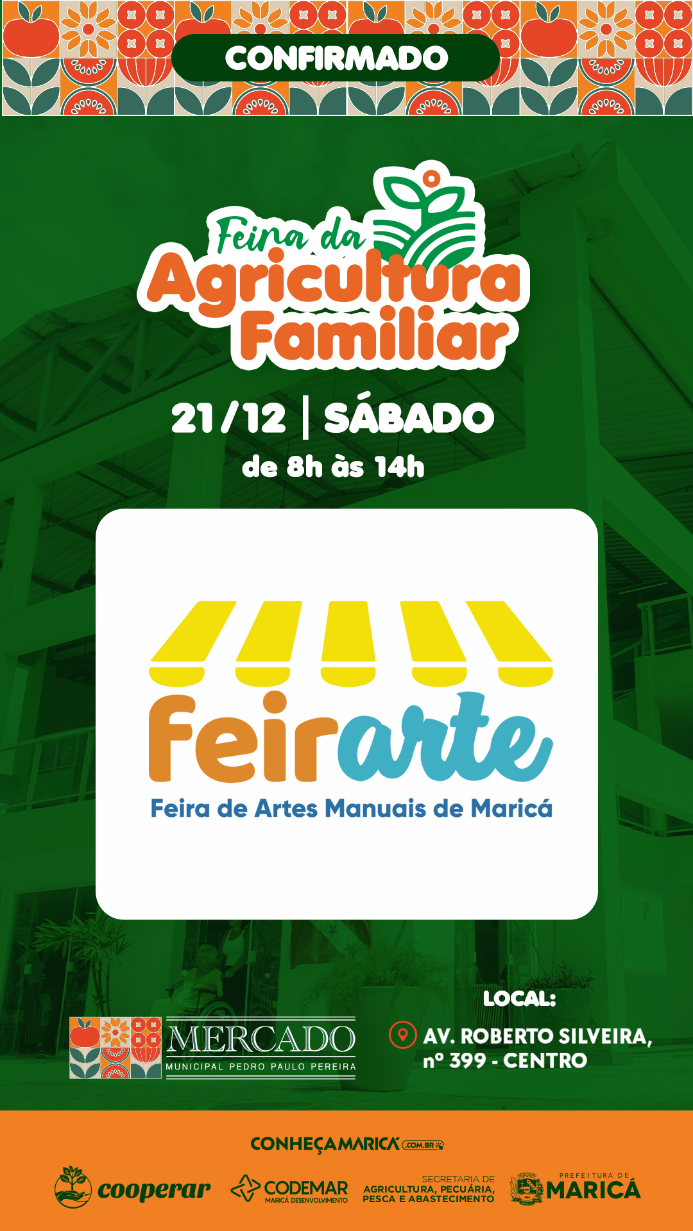 CONFIRMADO
Feira da
Agricultura
Familiar
21/12 | SÁBADO
de 8h às 14h
feirarte
Feira de Artes Manuais de Maricá
LOCAL:
AV. ROBERTO SILVEIRA,
nº 399 - CENTRO
MERCADO
MUNICIPAL PEDRO PAULO PEREIRA
CONHEÇAMARICÁ .COM.BR
cooperar
CODEMAR
MARICÁ DESENVOLVIMENTO
SECRETARIA DE
AGRICULTURA, PECUÁRIA,
PESCA E ABASTECIMENTO
PREFEITURA DE
MARICÁ